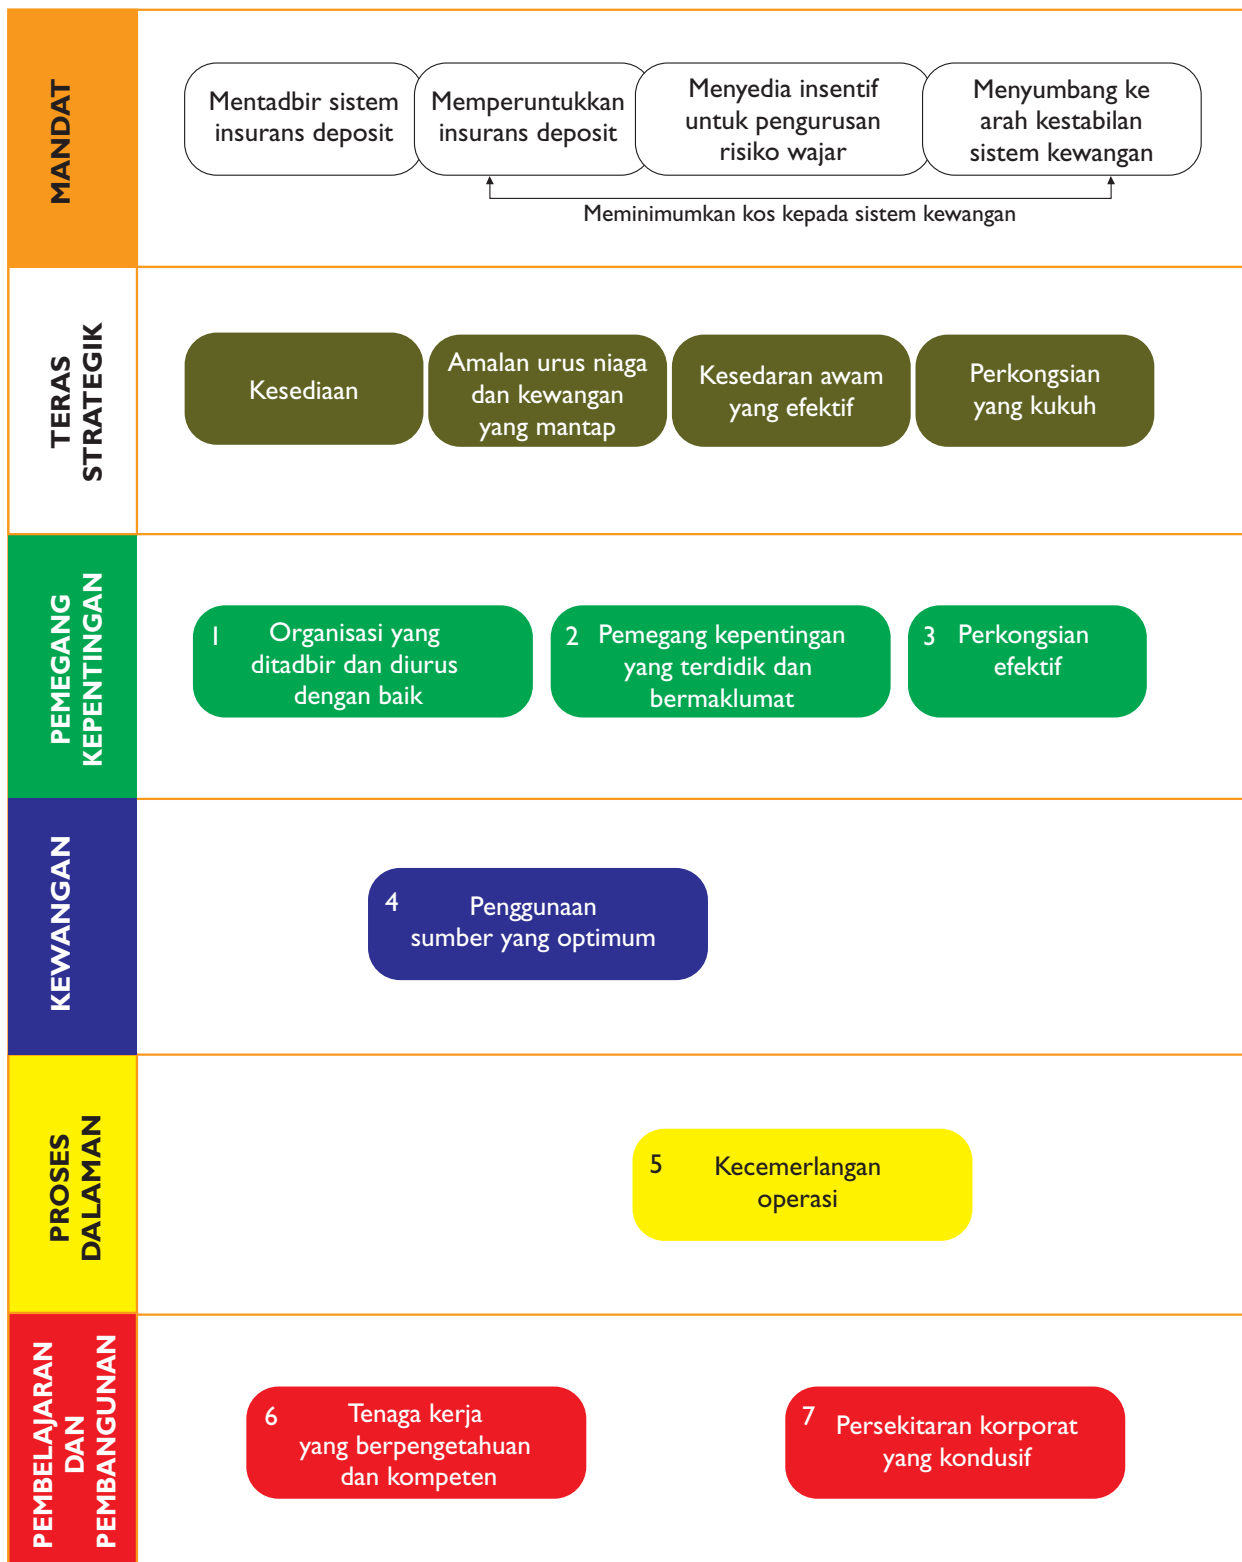 MANDAT
Mentadbir sistem
insurans deposit
Memperuntukkan
insurans deposit
Menyedia insentif
untuk pengurusan
risiko wajar
Menyumbang ke
arah kestabilan
sistem kewangan
Meminimumkan kos kepada sistem kewangan
TERAS
STRATEGIK
Kesediaan
Amalan urus niaga
dan kewangan
yang mantap
Kesedaran awam
yang efektif
Perkongsian
yang kukuh
PEMEGANG
KEPENTINGAN
1 Organisasi yang
ditadbir dan diurus
dengan baik
2 Pemegang kepentingan
yang terdidik dan
bermaklumat
3 Perkongsian
efektif
KEWANGAN
4 Penggunaan
sumber yang optimum
PROSES
DALAMAN
5 Kecemerlangan
operasi
PEMBELAJARAN
DAN
PEMBANGUNAN
6 Tenaga kerja
yang berpengetahuan
dan kompeten
7 Persekitaran korporat
yang kondusif